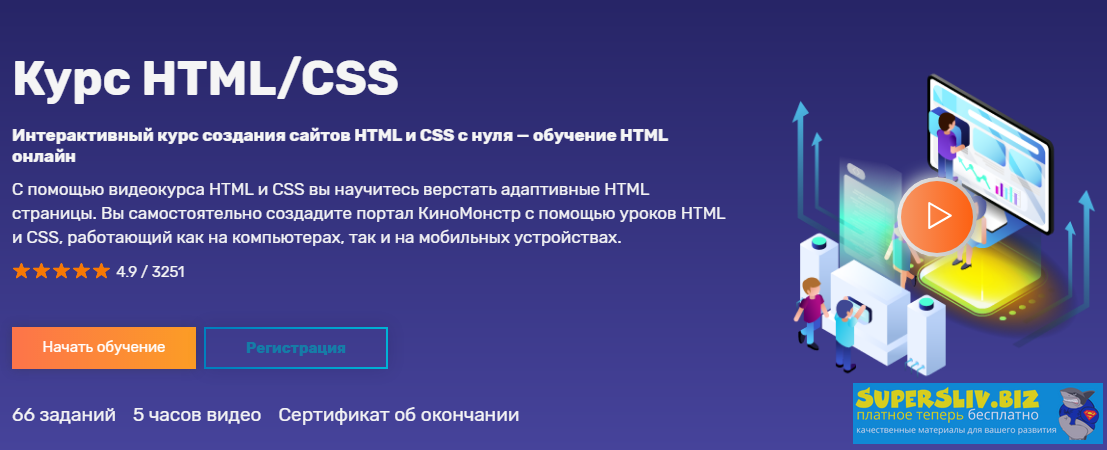 Курс HTML/CSS
Интерактивный курс создания сайтов HTML и CSS с нуля — обучение HTML
онлайн
С помощью видеокурса HTML и CSS вы научитесь верстать адаптивные HTML
страницы. Вы самостоятельно создадите портал КиноМонстр с помощью уроков HTML
и CSS, работающий как на компьютерах, так и на мобильных устройствах.
4.9 / 3251
Начать обучение
Регистрация
66 заданий 5 часов видео Сертификат об окончании
SUPERSLIV.BIZ
платное теперь бесплатно
качественные материалы для вашего развития